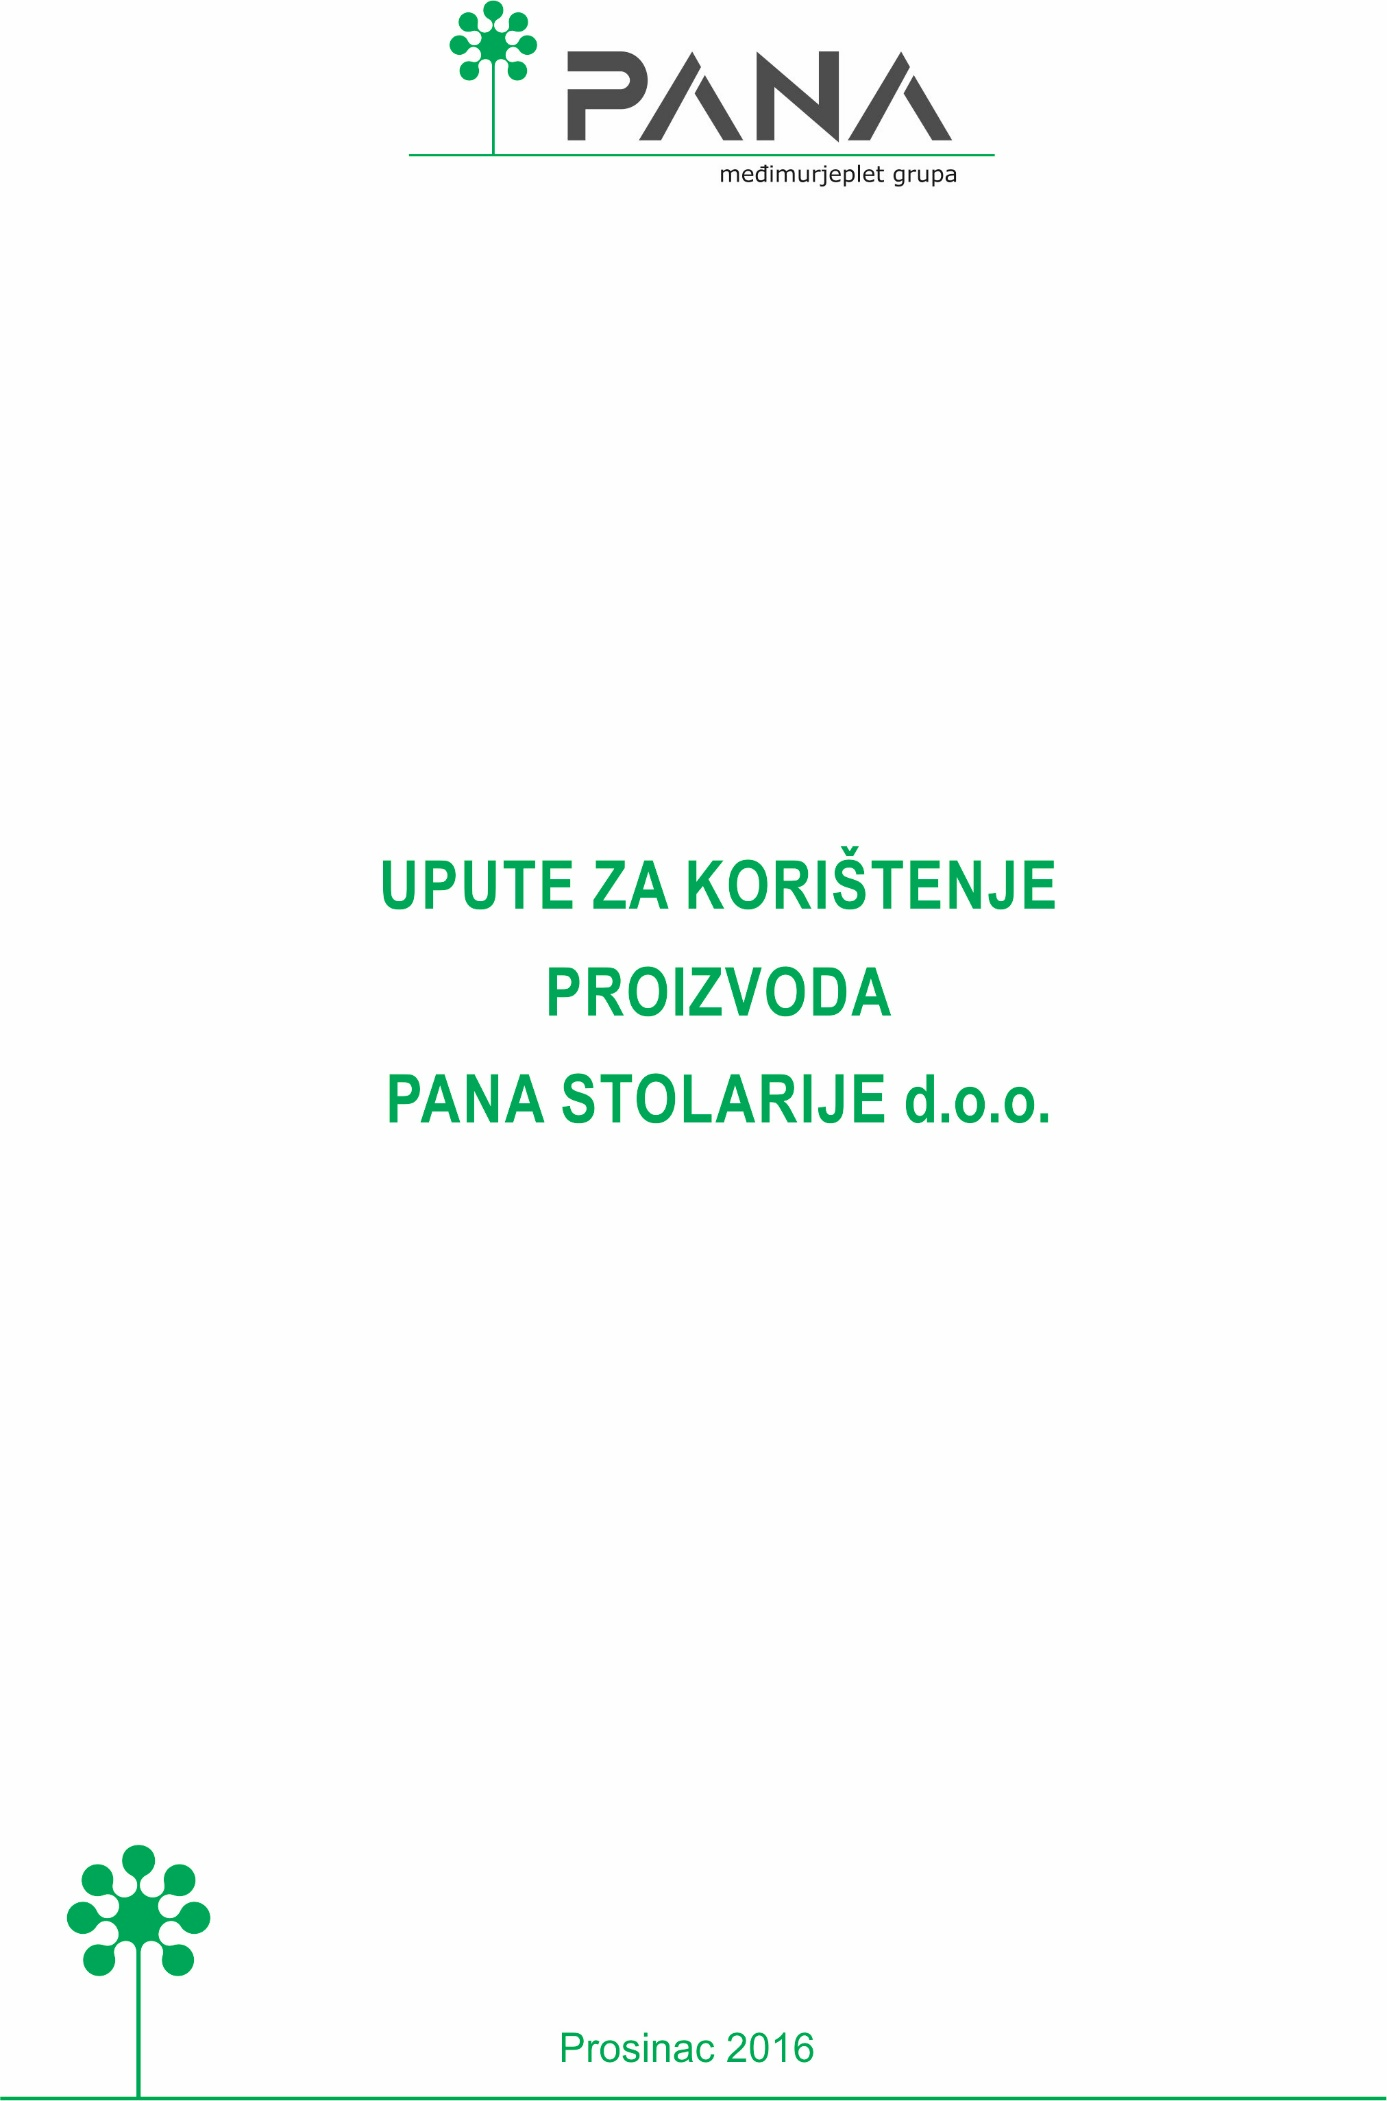 PANA
međimurjeplet grupa
UPUTE ZA KORIŠTENJE
PROIZVODA
PANA STOLARIJE d.o.o.
Prosinac 2016